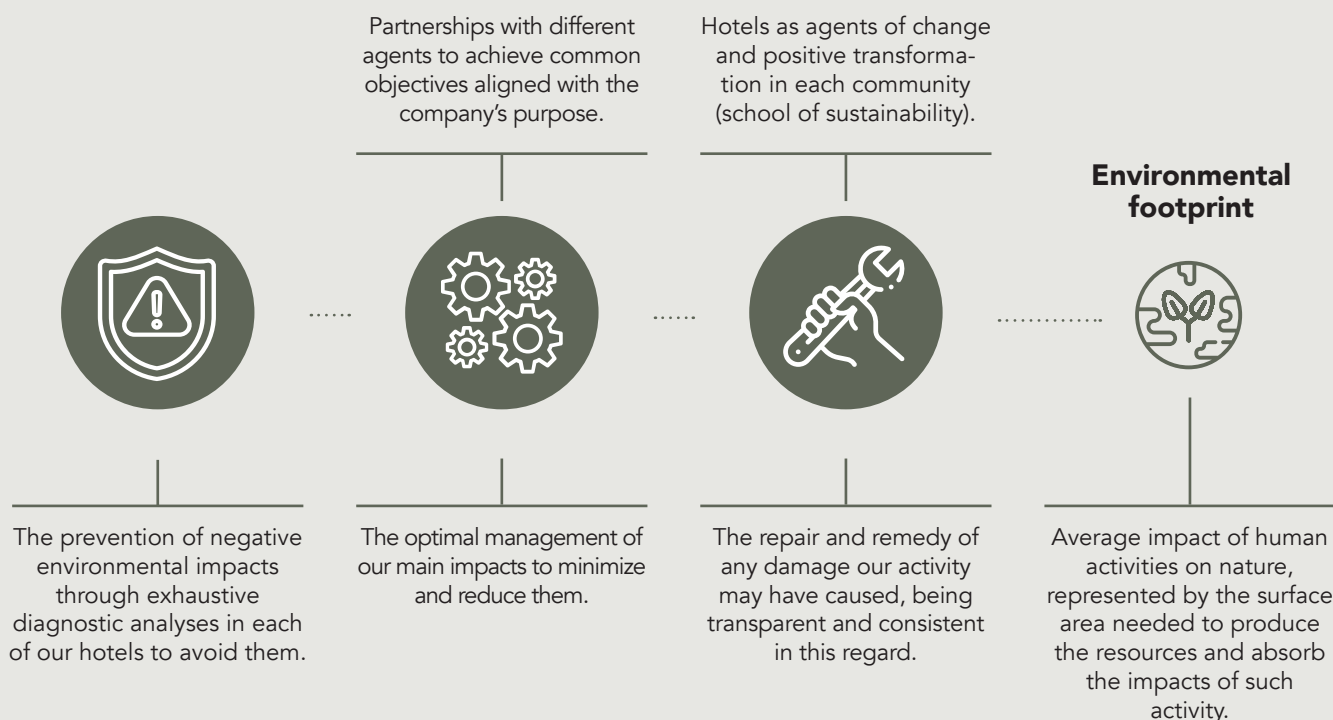 Partnerships with different
agents to achieve common
objectives aligned with the
company's purpose.
Hotels as agents of change
and positive transforma-
tion in each community
(school of sustainability).
Environmental
footprint
The prevention of negative
environmental impacts
through exhaustive
diagnostic analyses in each
of our hotels to avoid them.
The optimal management of
our main impacts to minimize
and reduce them.
The repair and remedy of
any damage our activity
may have caused, being
transparent and consistent
in this regard.
Average impact of human
activities on nature,
represented by the surface
area needed to produce
the resources and absorb
the impacts of such
activity.